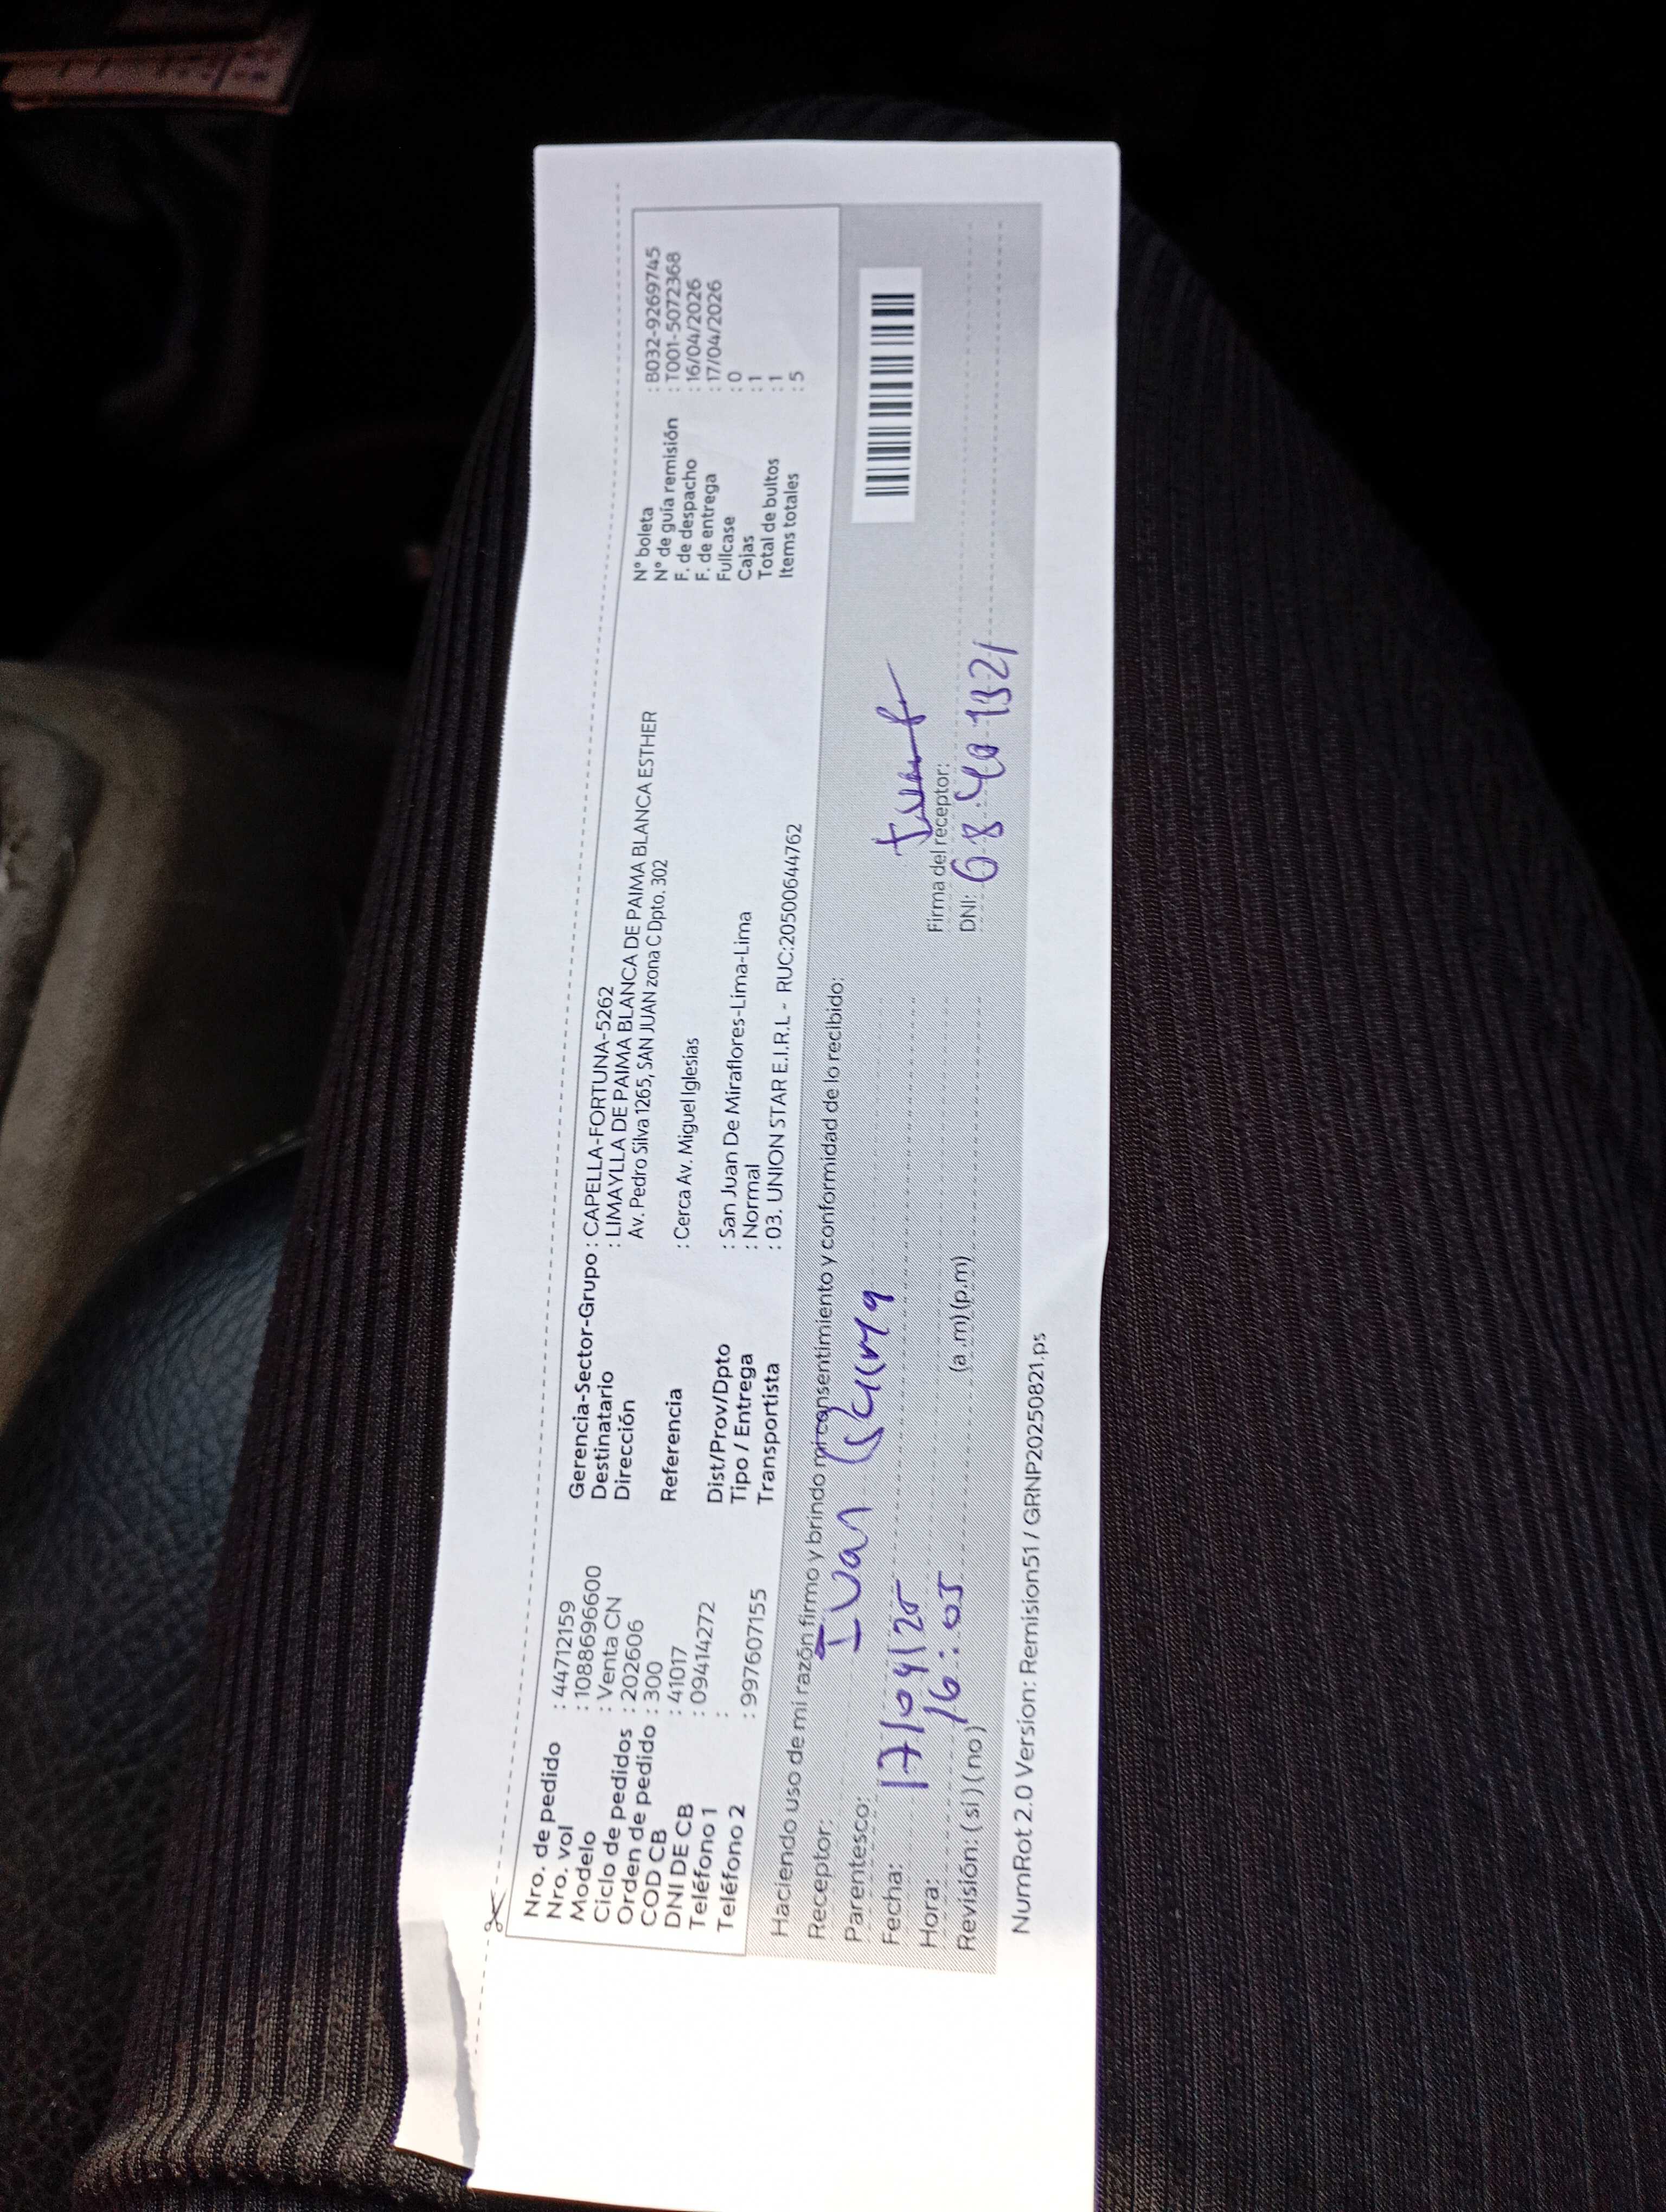 Nro. de pedido : 44712159
Nro. vol : 1088696600
Modelo : Venta CN
Ciclo de pedidos : 202606
Orden de pedido : 300
COD CB : 41017
DNI DE CB : 09414272
Teléfono 1 :
Teléfono 2 : 997607155
Gerencia-Sector-Grupo : CAPELLA-FORTUNA-5262
Destinatario : LIMAYLLA DE PAIMA BLANCA DE PAIMA BLANCA ESTHER
Dirección Av. Pedro Silva 1265, SAN JUAN zona C Dpto. 302
Referencia : Cerca Av. Miguel Iglesias
Dist/Prov/Dpto : San Juan De Miraflores-Lima-Lima
Tipo / Entrega : Normal
Transportista : 03. UNION STAR E.I.R.L - RUC:20500644762
N° boleta : B032-9269745
N° de guía remisión : T001-5072368
F. de despacho : 16/04/2026
F. de entrega : 17/04/2026
Fullcase : 0
Cajas : 1
Total de bultos : 1
Items totales : 5
Haciendo uso de mi razón firmo y brindo mi consentimiento y conformidad de lo recibido:
Receptor: Ivan
Parentesco:
Fecha: 17/04/25
Hora: 16:05 (a.m) (p.m)
Revisión: (si) (no)
Firma del receptor:
DNI:
NumRot 2.0 Version: Remision51 / GRNP20250821.ps